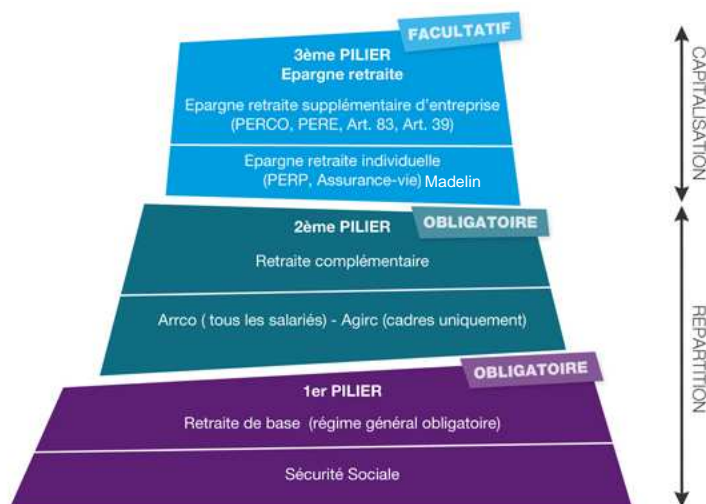 FACULTATIF
3ème PILIER
Epargne retraite
Epargne retraite supplémentaire d'entreprise
(PERCO, PERE, Art. 83, Art. 39)
Epargne retraite individuelle
(PERP, Assurance-vie) Madelin
CAPITALISATION
2ème PILIER
OBLIGATOIRE
Retraite complémentaire
Arrco ( tous les salariés) - Agirc (cadres uniquement)
REPARTITION
OBLIGATOIRE
1er PILIER
Retraite de base (régime général obligatoire)
Sécurité Sociale